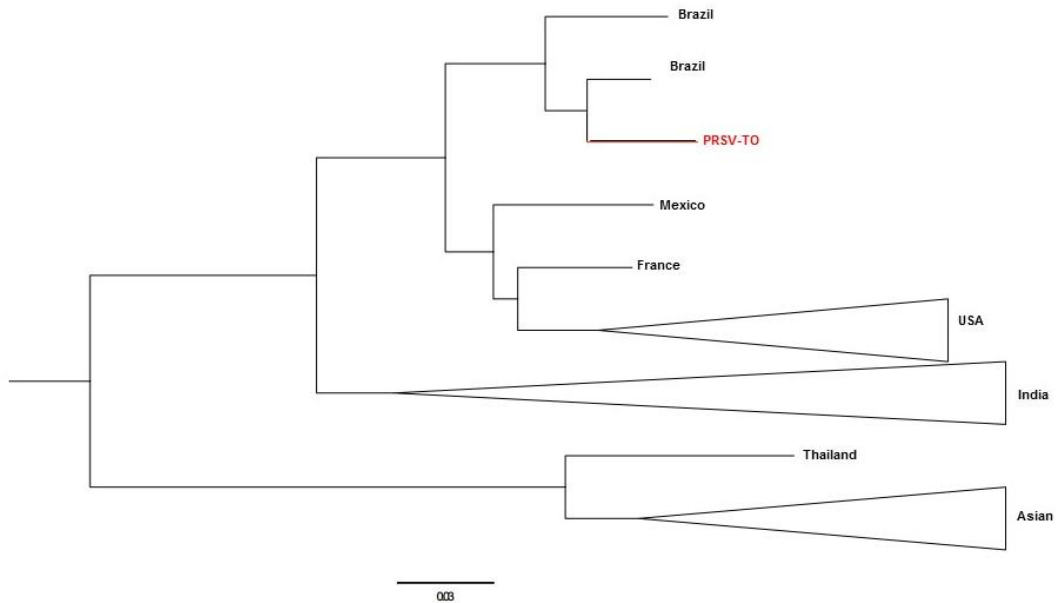 Brazil
Brazil
PRSV-TO
Mexico
France
USA
India
Thailand
Asian
0.03